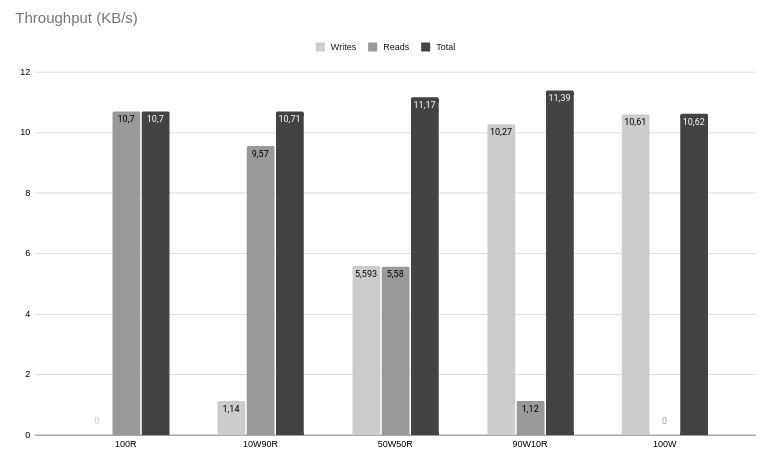 Throughput (KB/s)
Writes Reads Total
12
10
8
6
4
2
0
0 10,7 10,7
1,14 9,57 10,71
5,593 5,58 11,17
10,27 1,12 11,39
10,61 0 10,62
100R 10W90R 50W50R 90W10R 100W